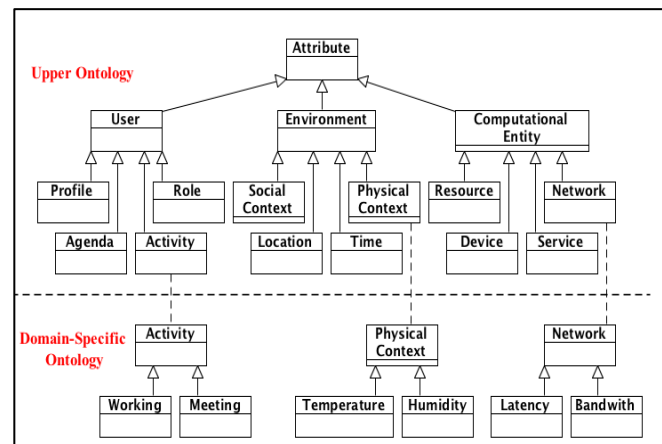 Attribute
Upper Ontology
User
Environment
Computational
Entity
Profile
Role
Social
Context
Physical
Context
Resource
Network
Agenda
Activity
Location
Time
Device
Service
Domain-Specific
Ontology
Activity
Physical
Context
Network
Working
Meeting
Temperature
Humidity
Latency
Bandwith